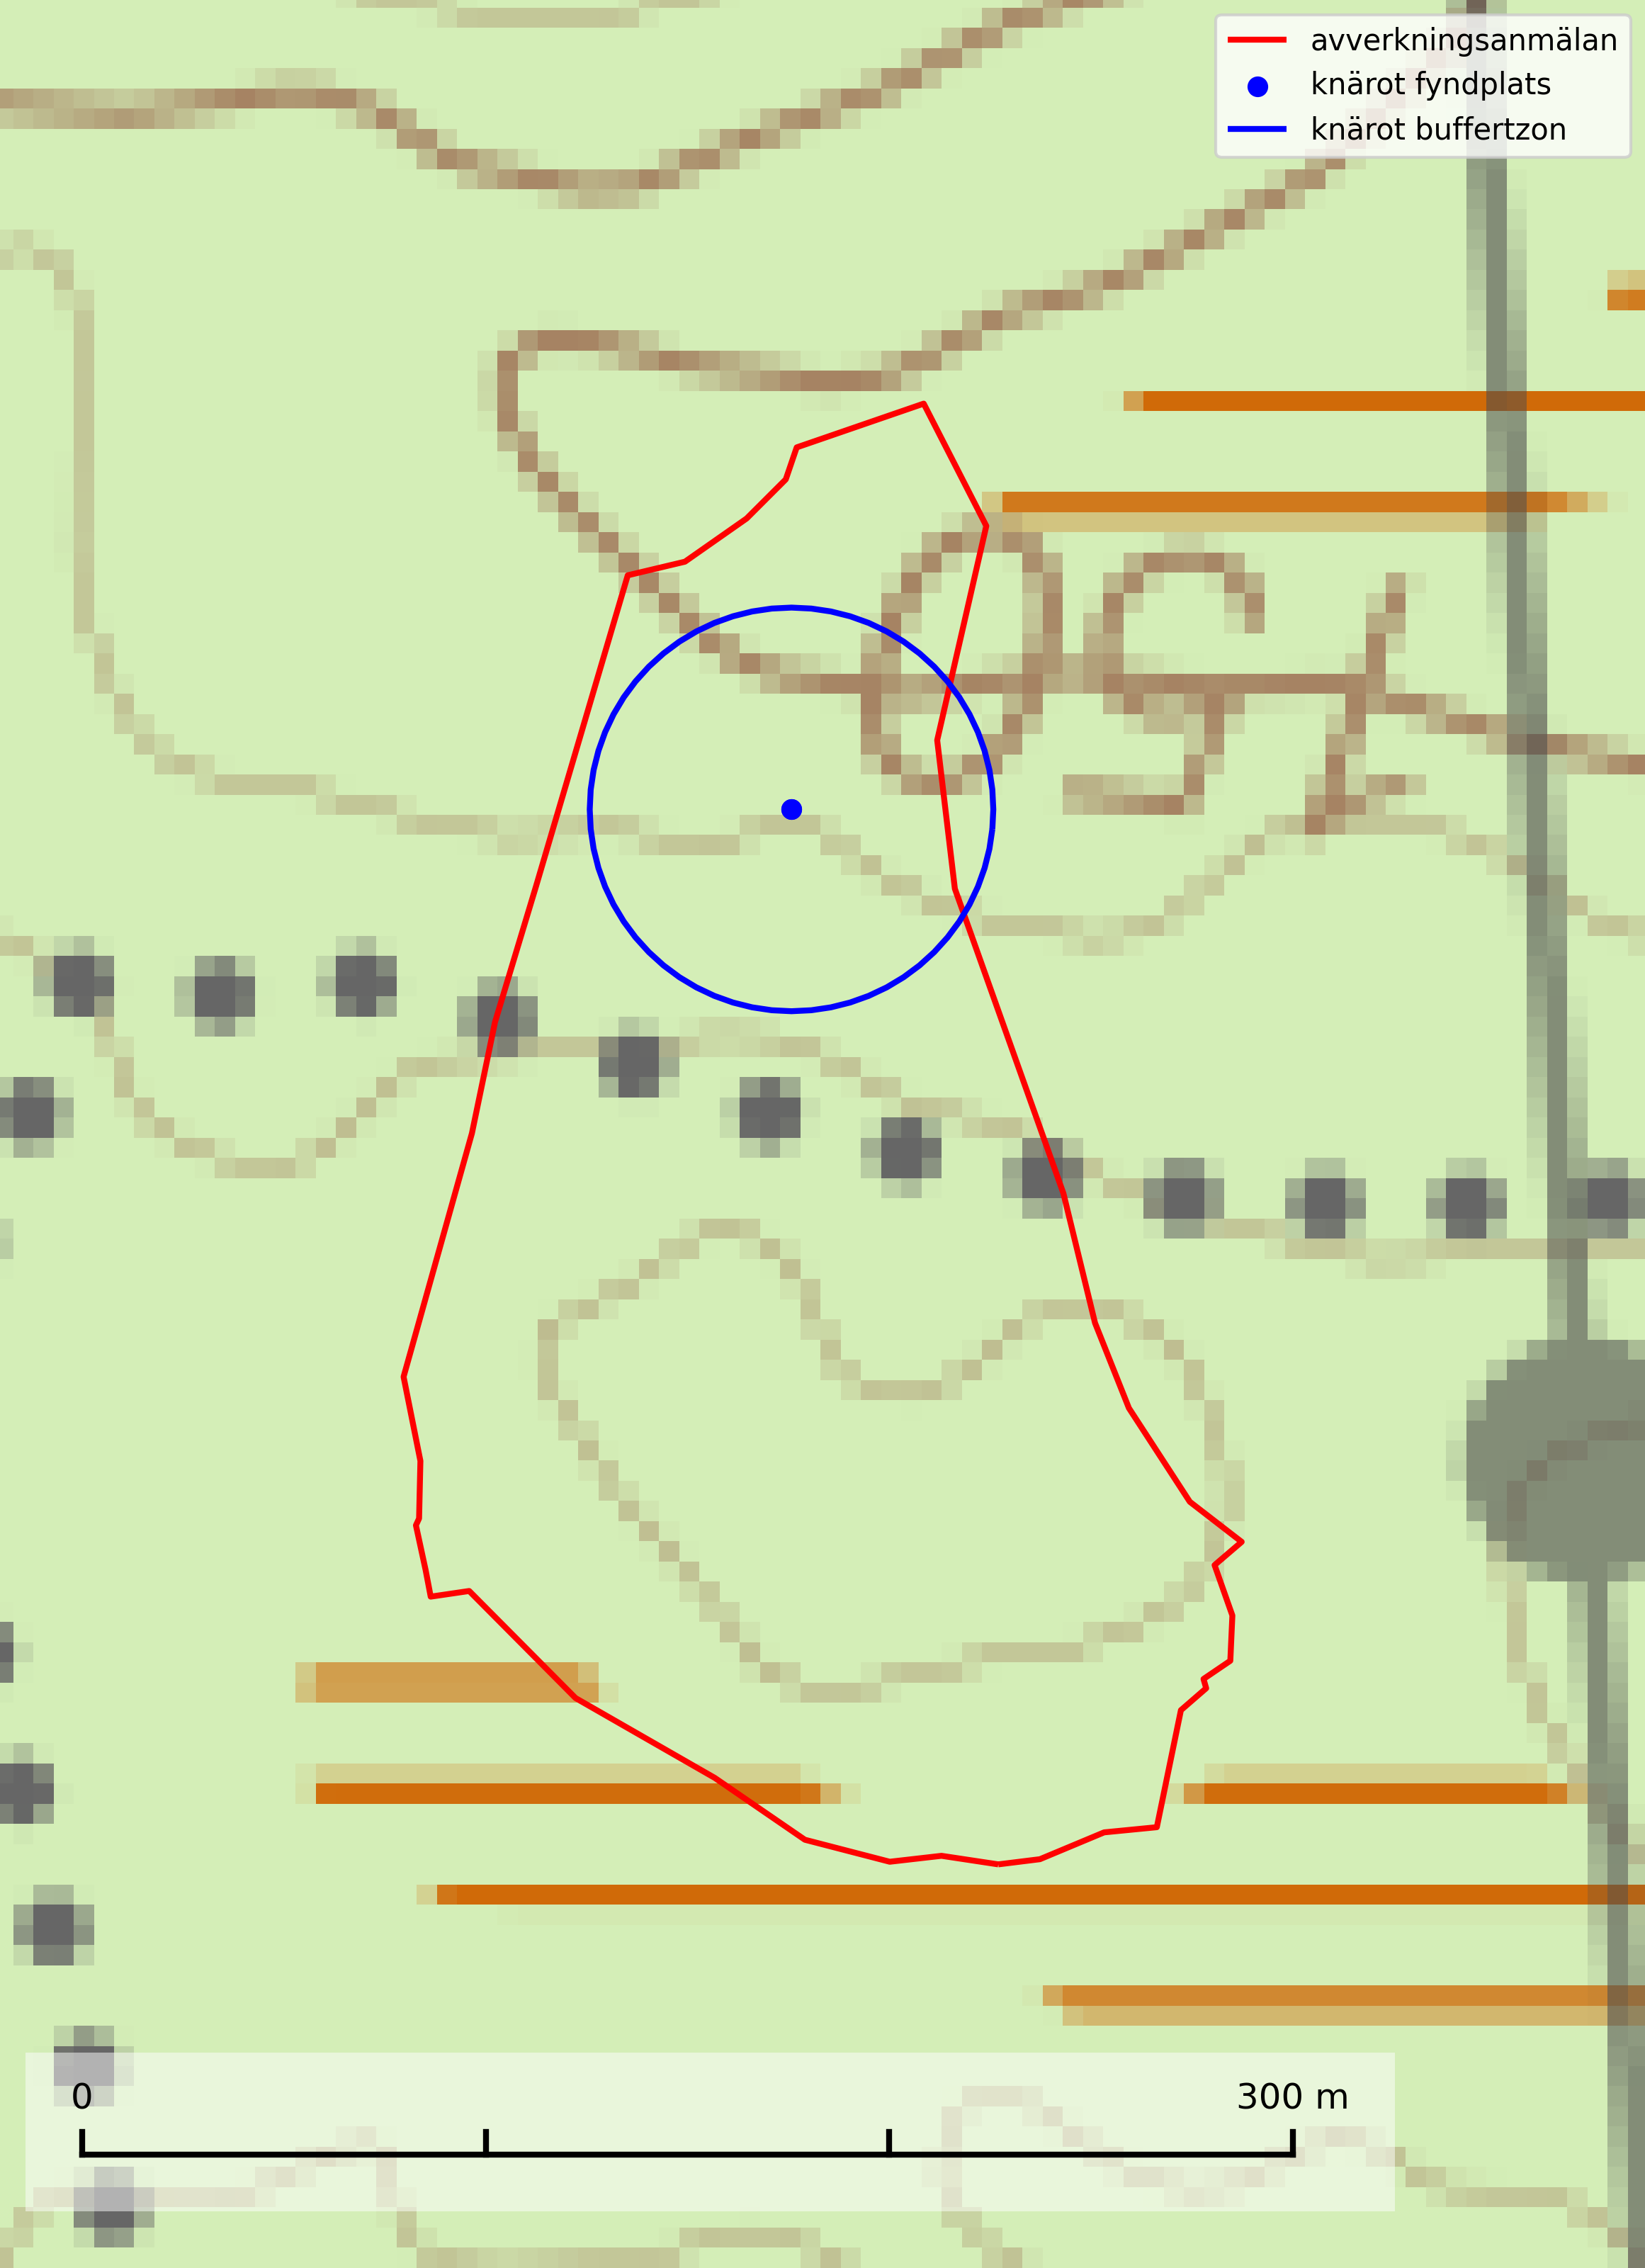 avverkningsanmälan
knärot fyndplats
knärot buffertzon
0 300 m